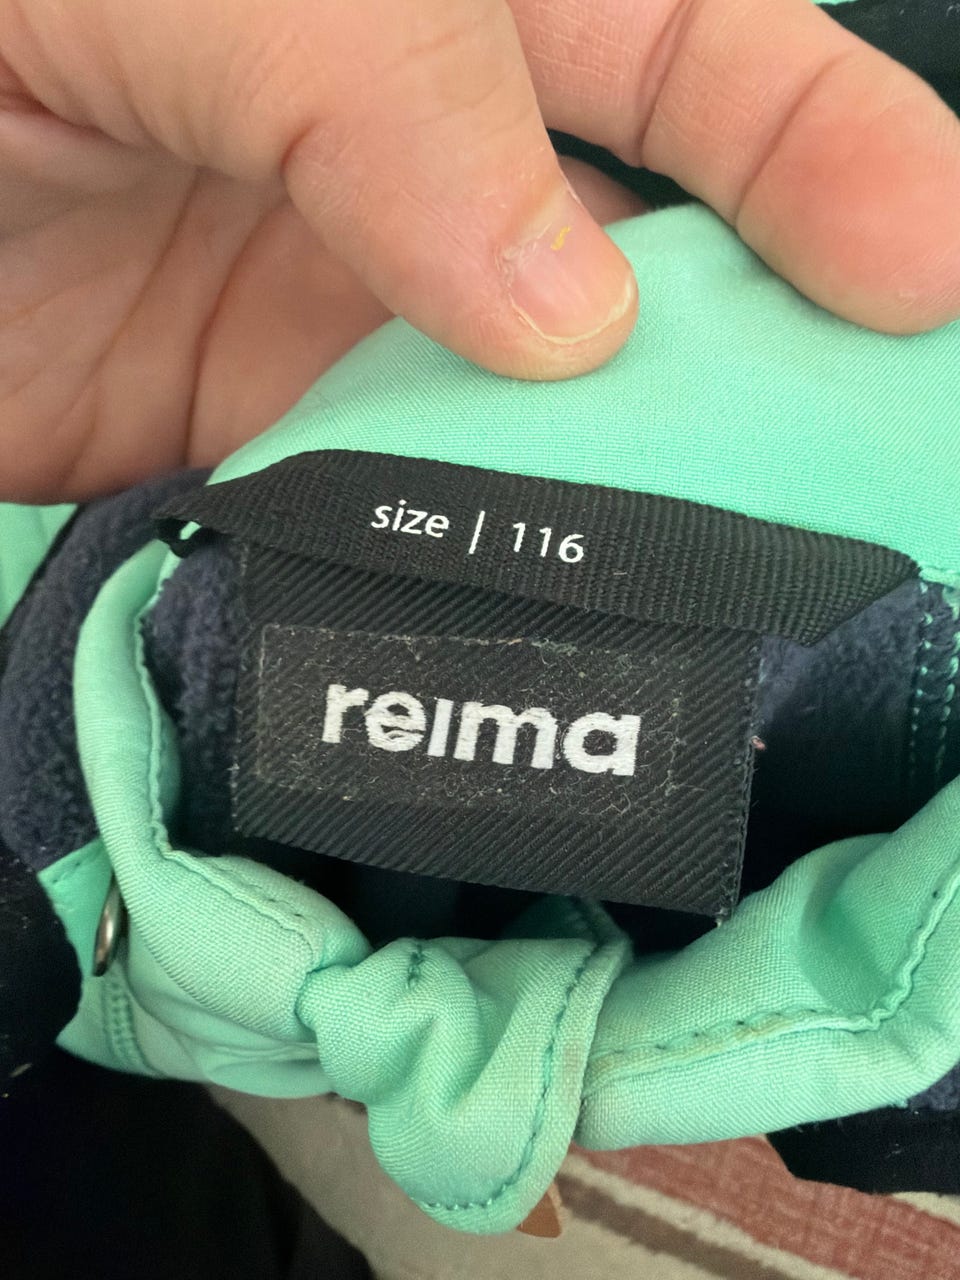 size | 116
reima